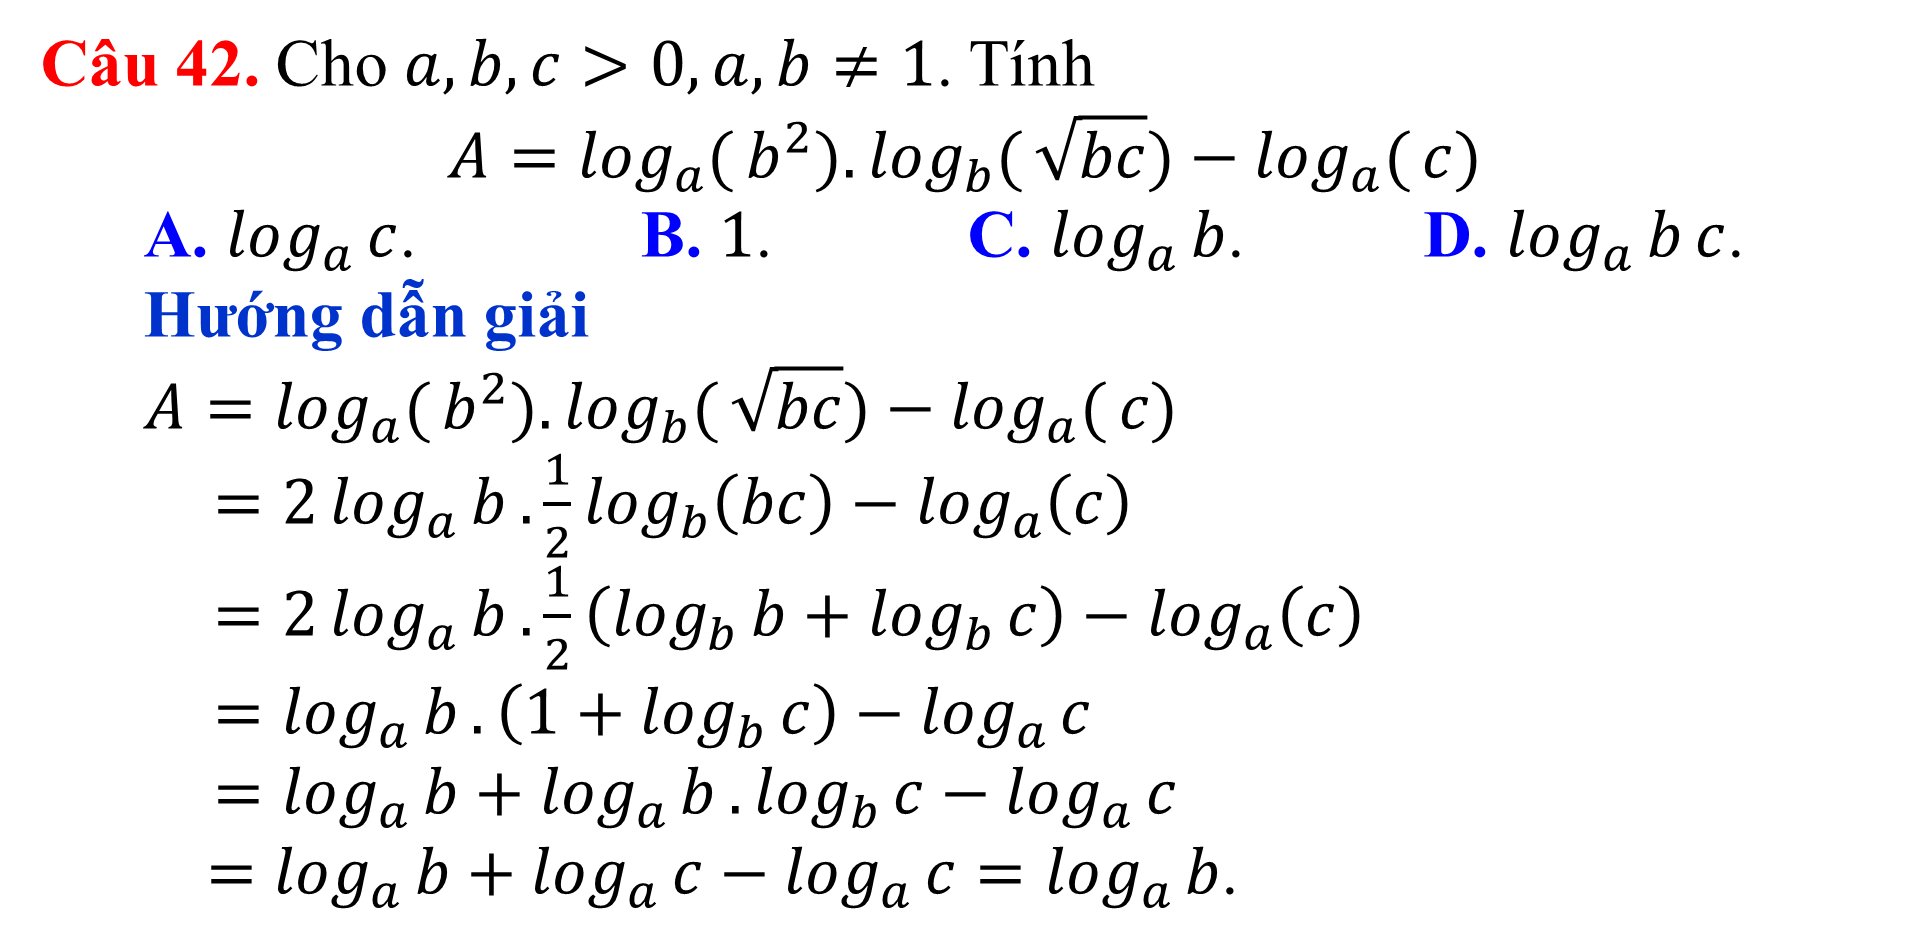 Câu 42. Cho a, b, c > 0, a, b ≠ 1. Tính
A = log_a( b²). log_b( √(bc)) − log_a( c)
A. log_a c. B. 1. C. log_a b. D. log_a b c.
Hướng dẫn giải
A = log_a( b²). log_b( √(bc)) − log_a( c)
= 2 log_a b . 1/2 log_b(bc) − log_a(c)
= 2 log_a b . 1/2 (log_b b + log_b c) − log_a(c)
= log_a b . (1 + log_b c) − log_a c
= log_a b + log_a b . log_b c − log_a c
= log_a b + log_a c − log_a c = log_a b.